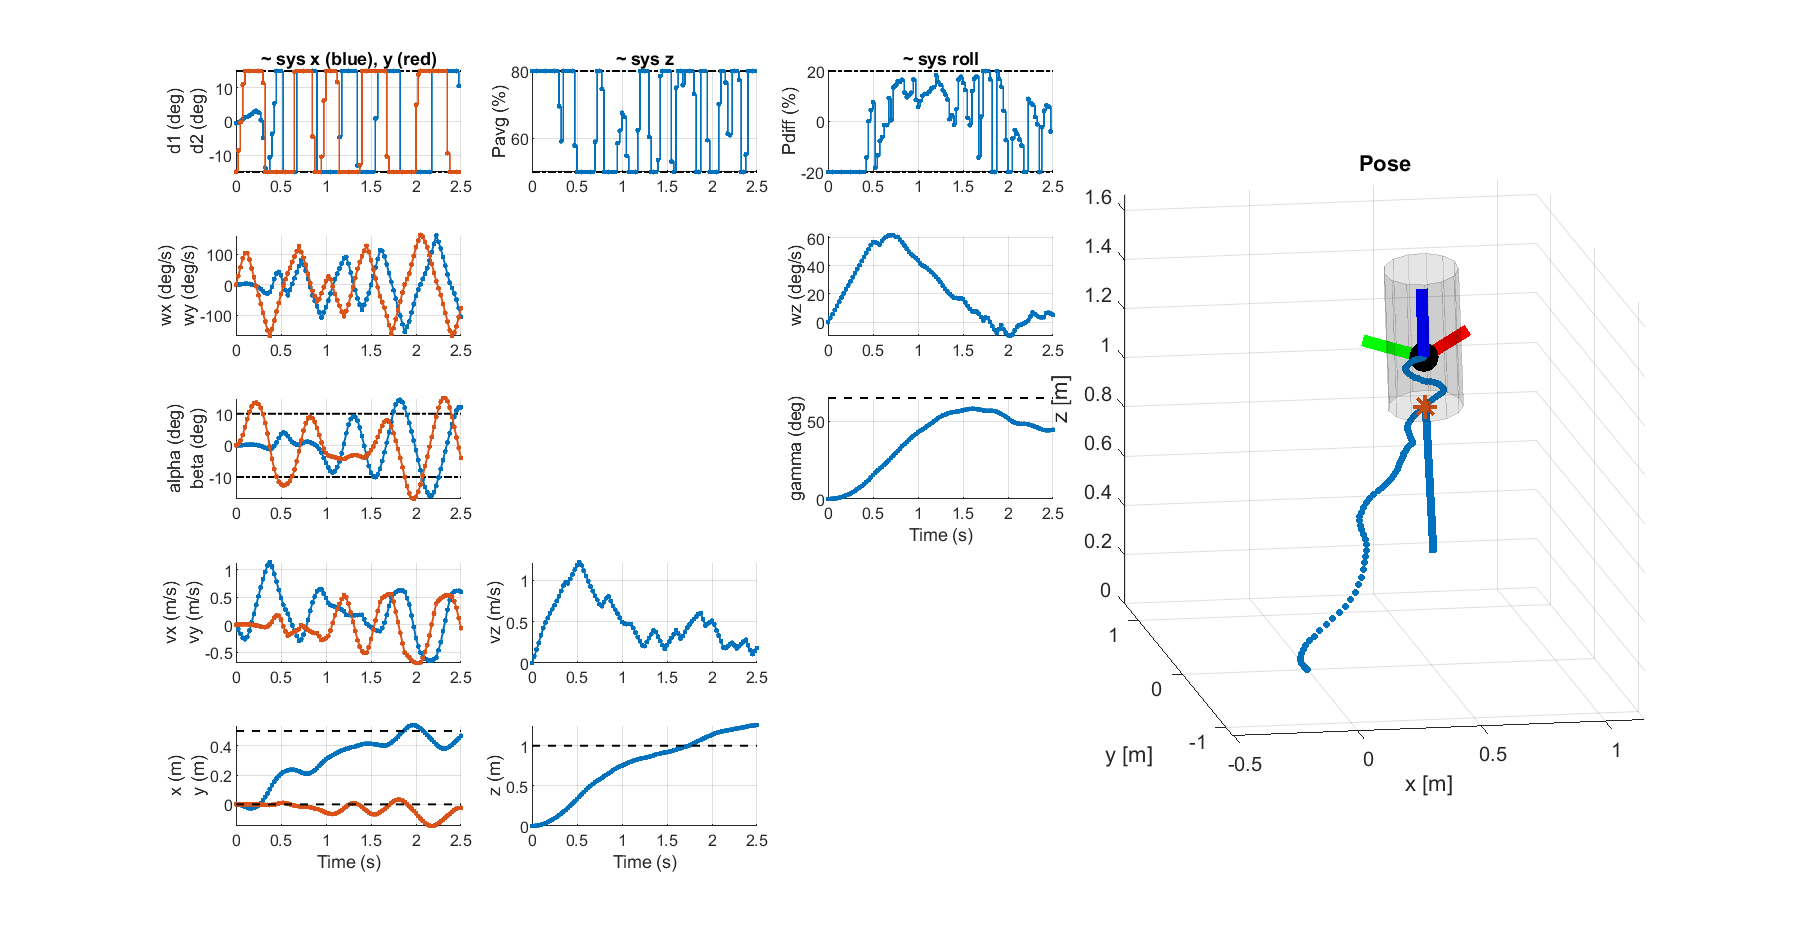 ~ sys x (blue), y (red)
d1 (deg)
d2 (deg)
10
0
-10
0 0.5 1 1.5 2 2.5
~ sys z
Pavg (%)
80
60
0 0.5 1 1.5 2 2.5
~ sys roll
Pdiff (%)
20
0
-20
0 0.5 1 1.5 2 2.5
wx (deg/s)
wy (deg/s)
100
0
-100
0 0.5 1 1.5 2 2.5
wz (deg/s)
60
40
20
0
0 0.5 1 1.5 2 2.5
alpha (deg)
beta (deg)
10
0
-10
0 0.5 1 1.5 2 2.5
gamma (deg)
50
0
0 0.5 1 1.5 2 2.5
Time (s)
vx (m/s)
vy (m/s)
1
0.5
0
-0.5
0 0.5 1 1.5 2 2.5
vz (m/s)
1
0.5
0
0 0.5 1 1.5 2 2.5
x (m)
y (m)
0.4
0.2
0
0 0.5 1 1.5 2 2.5
Time (s)
z (m)
1
0.5
0
0 0.5 1 1.5 2 2.5
Time (s)
Pose
z [m]
1.6
1.4
1.2
1
0.8
0.6
0.4
0.2
0
1
0
-1
y [m]
-0.5 0 0.5 1
x [m]